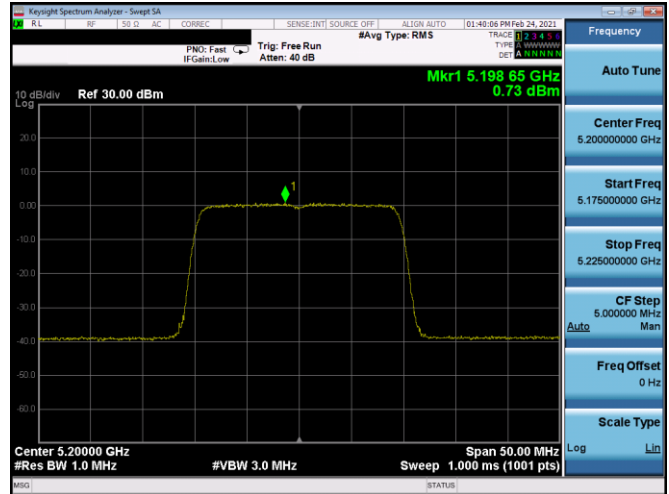 Keysight Spectrum Analyzer - Swept SA
LXI RL RF 50 Ω AC CORREC SENSE:INT SOURCE OFF ALIGN AUTO 01:40:06 PM Feb 24, 2021
#Avg Type: RMS
TRACE 1 2 3 4 5 6
PNO: Fast Trig: Free Run
TYPE A WWWWW
IFGain:Low Atten: 40 dB
DET A N N N N N
Mkr1 5.198 65 GHz
0.73 dBm
10 dB/div Ref 30.00 dBm
Log
20.0
10.0
0.00
-10.0
-20.0
-30.0
-40.0
-50.0
-60.0
1
Center 5.20000 GHz Span 50.00 MHz
#Res BW 1.0 MHz #VBW 3.0 MHz Sweep 1.000 ms (1001 pts)
MSG STATUS
Frequency
Auto Tune
Center Freq
5.200000000 GHz
Start Freq
5.175000000 GHz
Stop Freq
5.225000000 GHz
CF Step
5.000000 MHz
Auto Man
Freq Offset
0 Hz
Scale Type
Log Lin